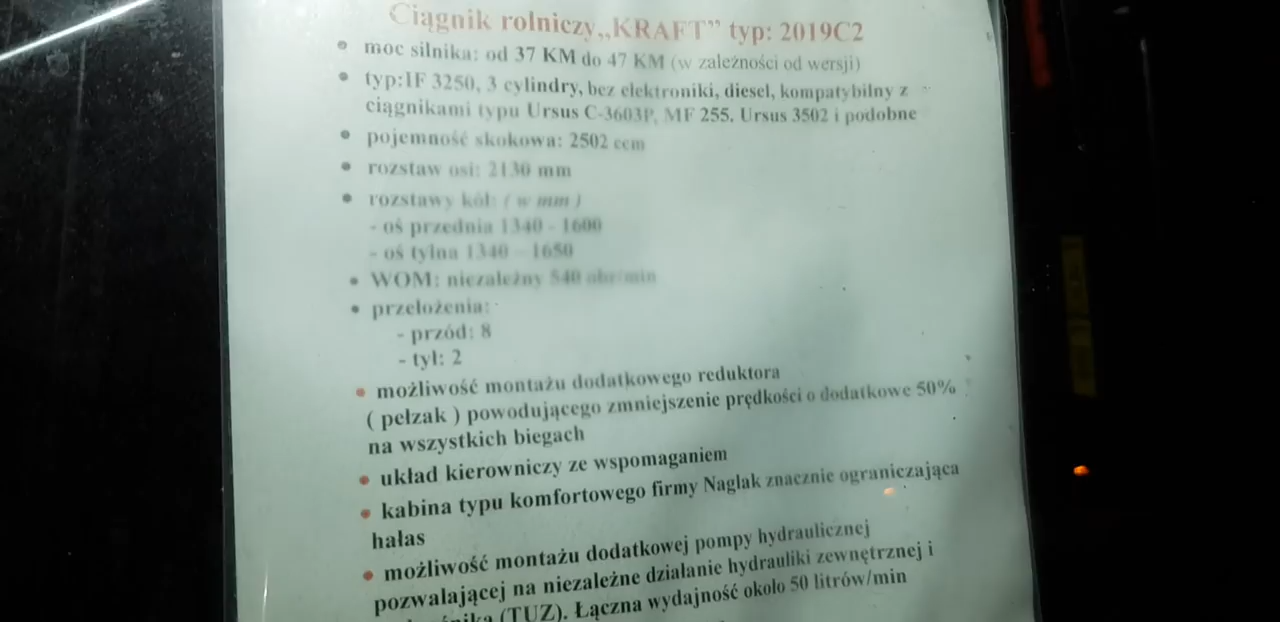 Ciągnik rolniczy„KRAFT” typ: 2019C2
• moc silnika: od 37 KM do 47 KM (w zależności od wersji)
• typ:IF 3250, 3 cylindry, bez elektroniki, diesel, kompatybilny z
ciągnikami typu Ursus C-3603P, MF 255, Ursus 3502 i podobne
• pojemność skokowa: 2502 ccm
• rozstaw osi: 2130 mm
• rozstawy kół: ( w mm )
- oś przednia 1340 - 1600
- oś tylna 1340 - 1650
• WOM: niezależny 540 obr/min
• przełożenia:
- przód: 8
- tył: 2
• możliwość montażu dodatkowego reduktora
( pełzak ) powodującego zmniejszenie prędkości o dodatkowe 50%
na wszystkich biegach
• układ kierowniczy ze wspomaganiem
• kabina typu komfortowego firmy Naglak znacznie ograniczająca
hałas
• możliwość montażu dodatkowej pompy hydraulicznej
pozwalającej na niezależne działanie hydrauliki zewnętrznej i
(TUZ). Łączna wydajność około 50 litrów/min